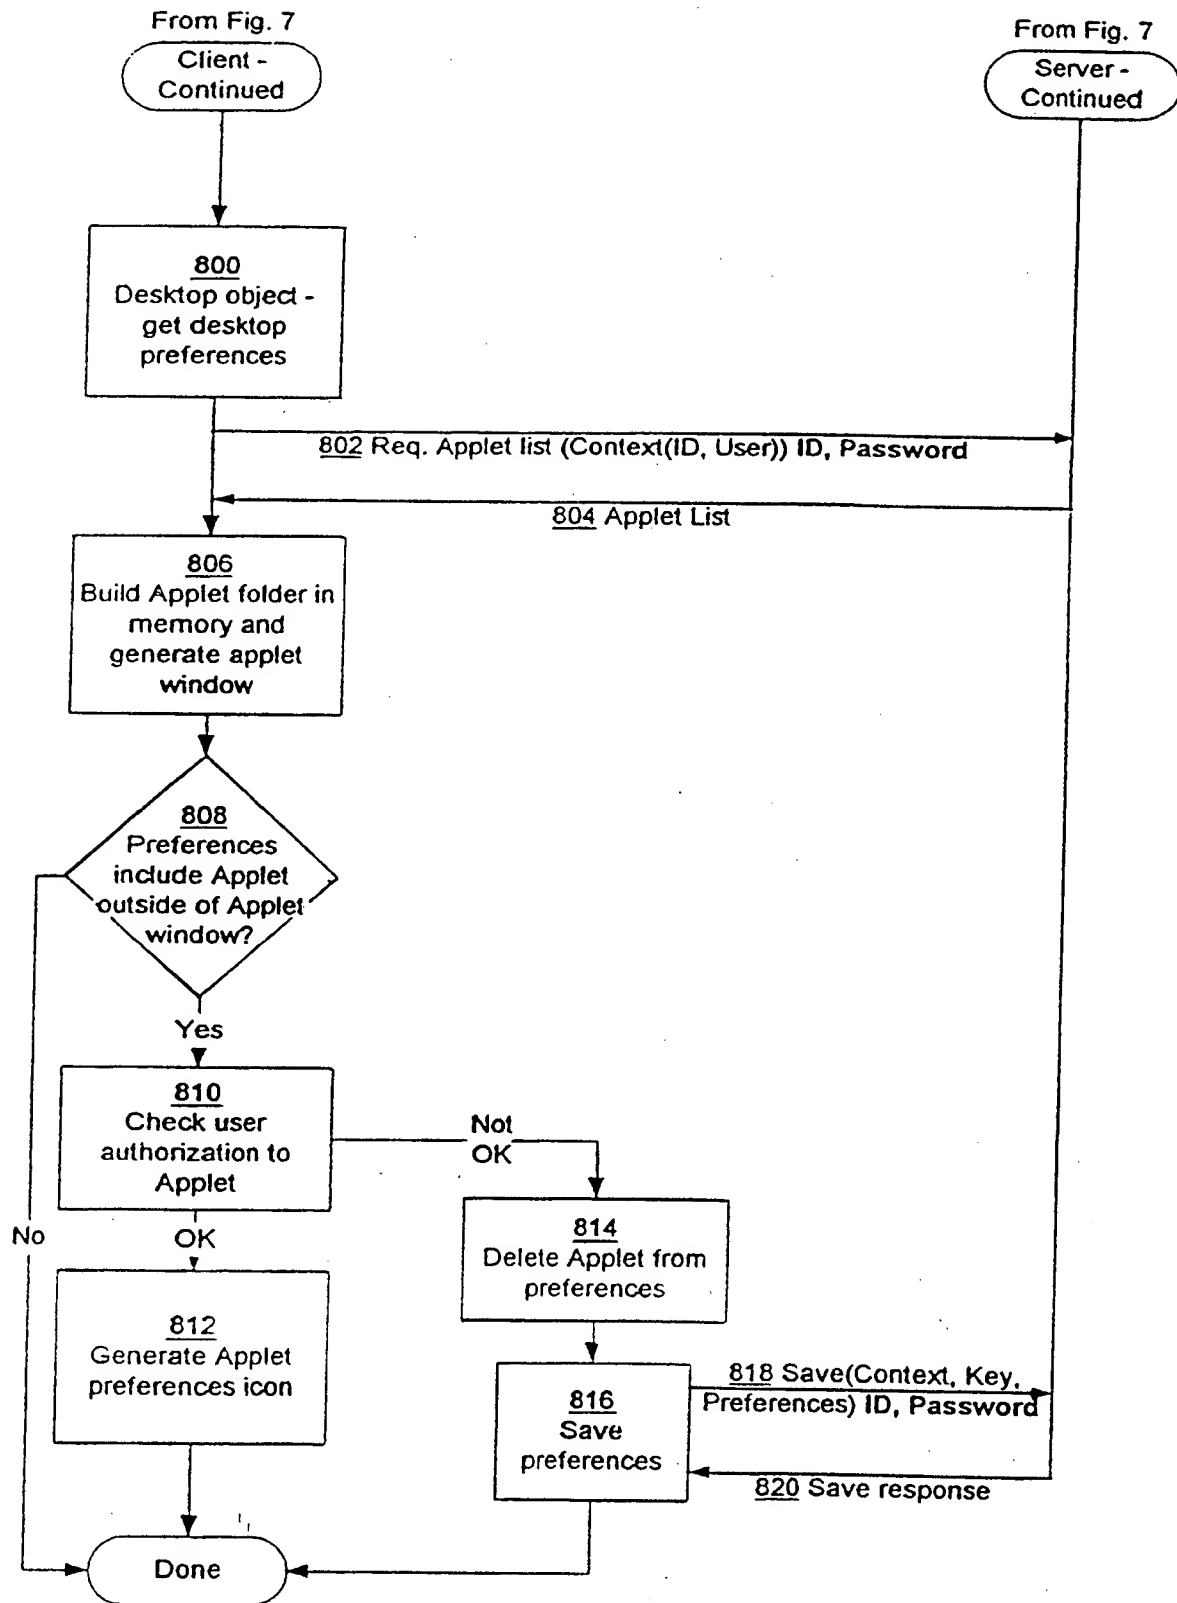 From Fig. 7
Client -
Continued
From Fig. 7
Server -
Continued
800
Desktop object -
get desktop
preferences
802 Req. Applet list (Context(ID, User)) ID, Password
804 Applet List
806
Build Applet folder in
memory and
generate applet
window
808
Preferences
include Applet
outside of Applet
window?
Yes
810
Check user
authorization to
Applet
Not
OK
No
OK
814
Delete Applet from
preferences
812
Generate Applet
preferences icon
816
Save
preferences
818 Save(Context, Key,
Preferences) ID, Password
820 Save response
Done